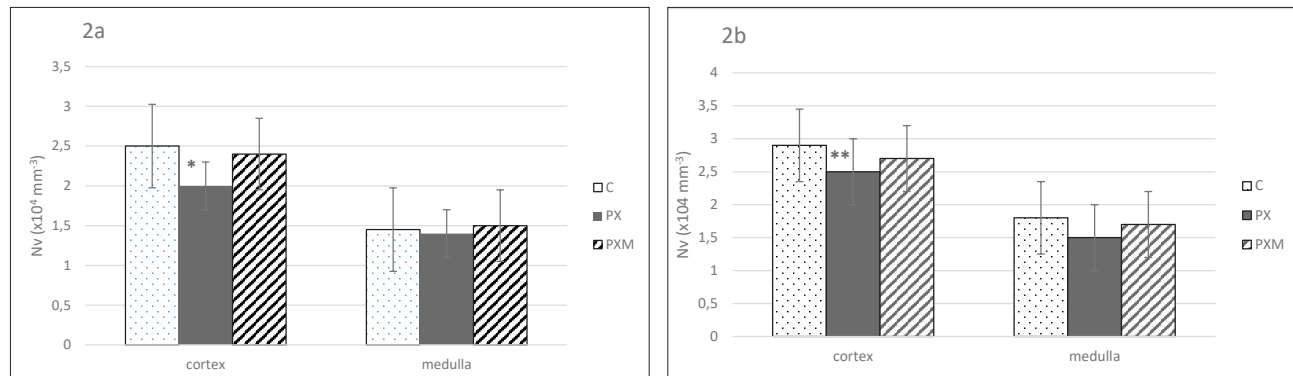 2a
Nv (x10⁴ mm⁻³)
3,5
3
2,5
2
1,5
1
0,5
0
*
cortex
medulla
C
PX
PXM
2b
Nv (x104 mm⁻³)
4
3,5
3
2,5
2
1,5
1
0,5
0
**
cortex
medulla
C
PX
PXM